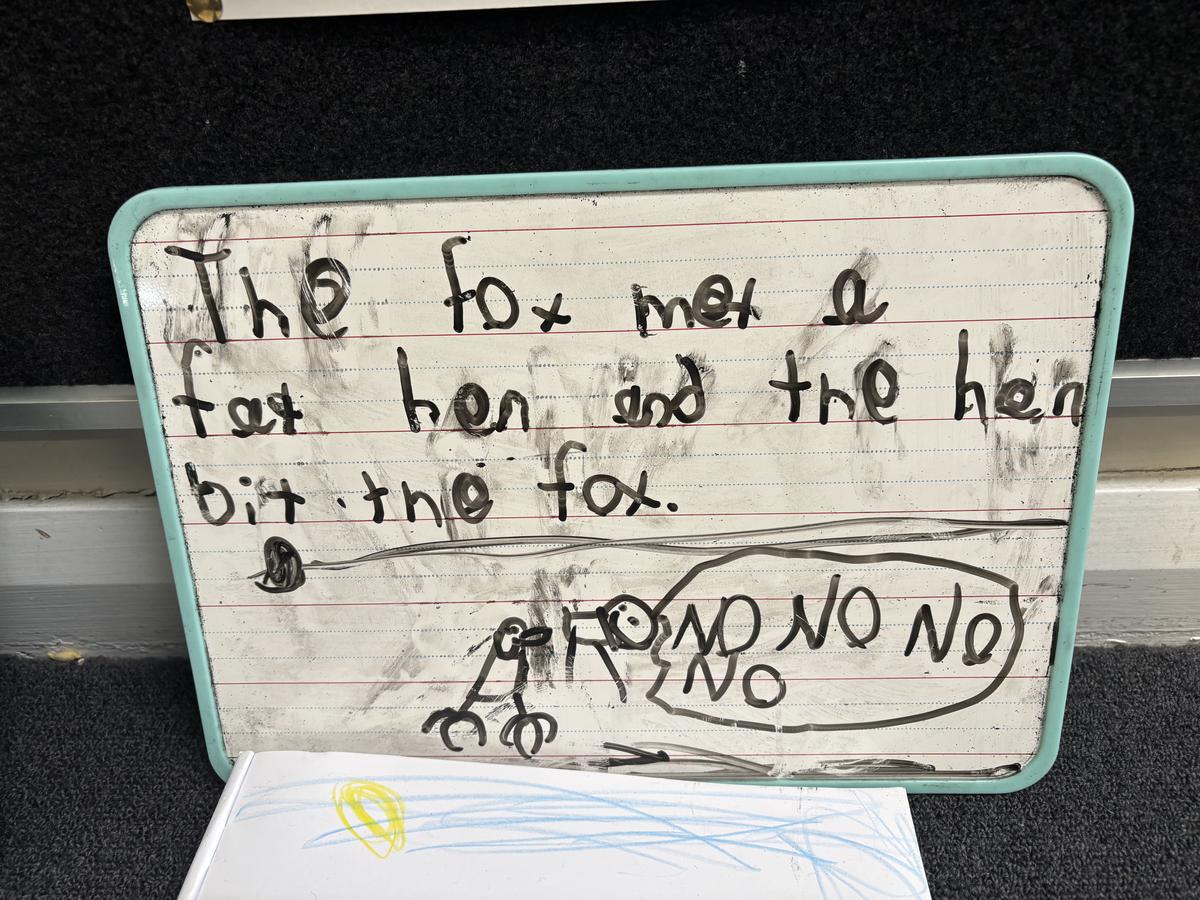 The fox met a
fat hen and the hen
bit the fox.
NO NO NO
NO